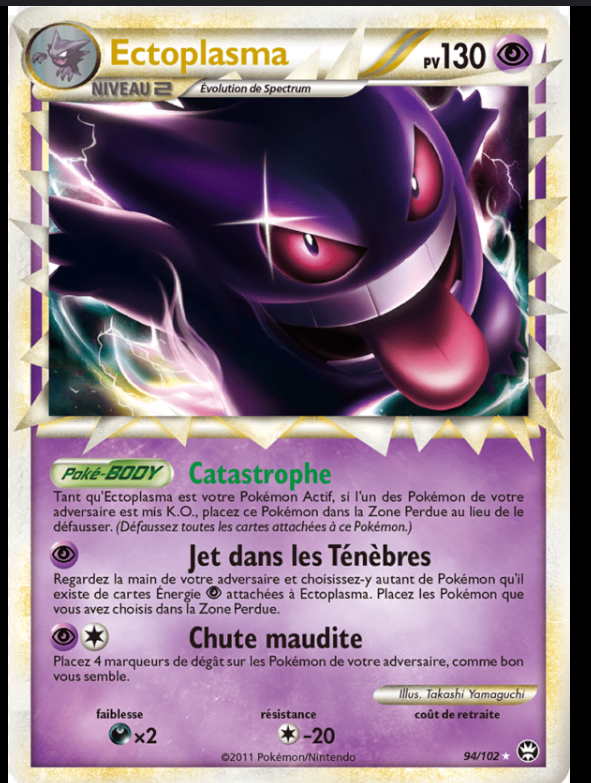 Ectoplasma
PV130
NIVEAU 2
Évolution de Spectrum
Poké-BODY Catastrophe
Tant qu'Ectoplasma est votre Pokémon Actif, si l'un des Pokémon de votre
adversaire est mis K.O., placez ce Pokémon dans la Zone Perdue au lieu de le
défausser. (Défaussez toutes les cartes attachées à ce Pokémon.)
Jet dans les Ténèbres
Regardez la main de votre adversaire et choisissez-y autant de Pokémon qu'il
existe de cartes Énergie attachées à Ectoplasma. Placez les Pokémon que
vous avez choisis dans la Zone Perdue.
Chute maudite
Placez 4 marqueurs de dégât sur les Pokémon de votre adversaire, comme bon
vous semble.
Illus. Takashi Yamaguchi
faiblesse résistance coût de retraite
×2 -20
©2011 Pokémon/Nintendo 94/102 ★